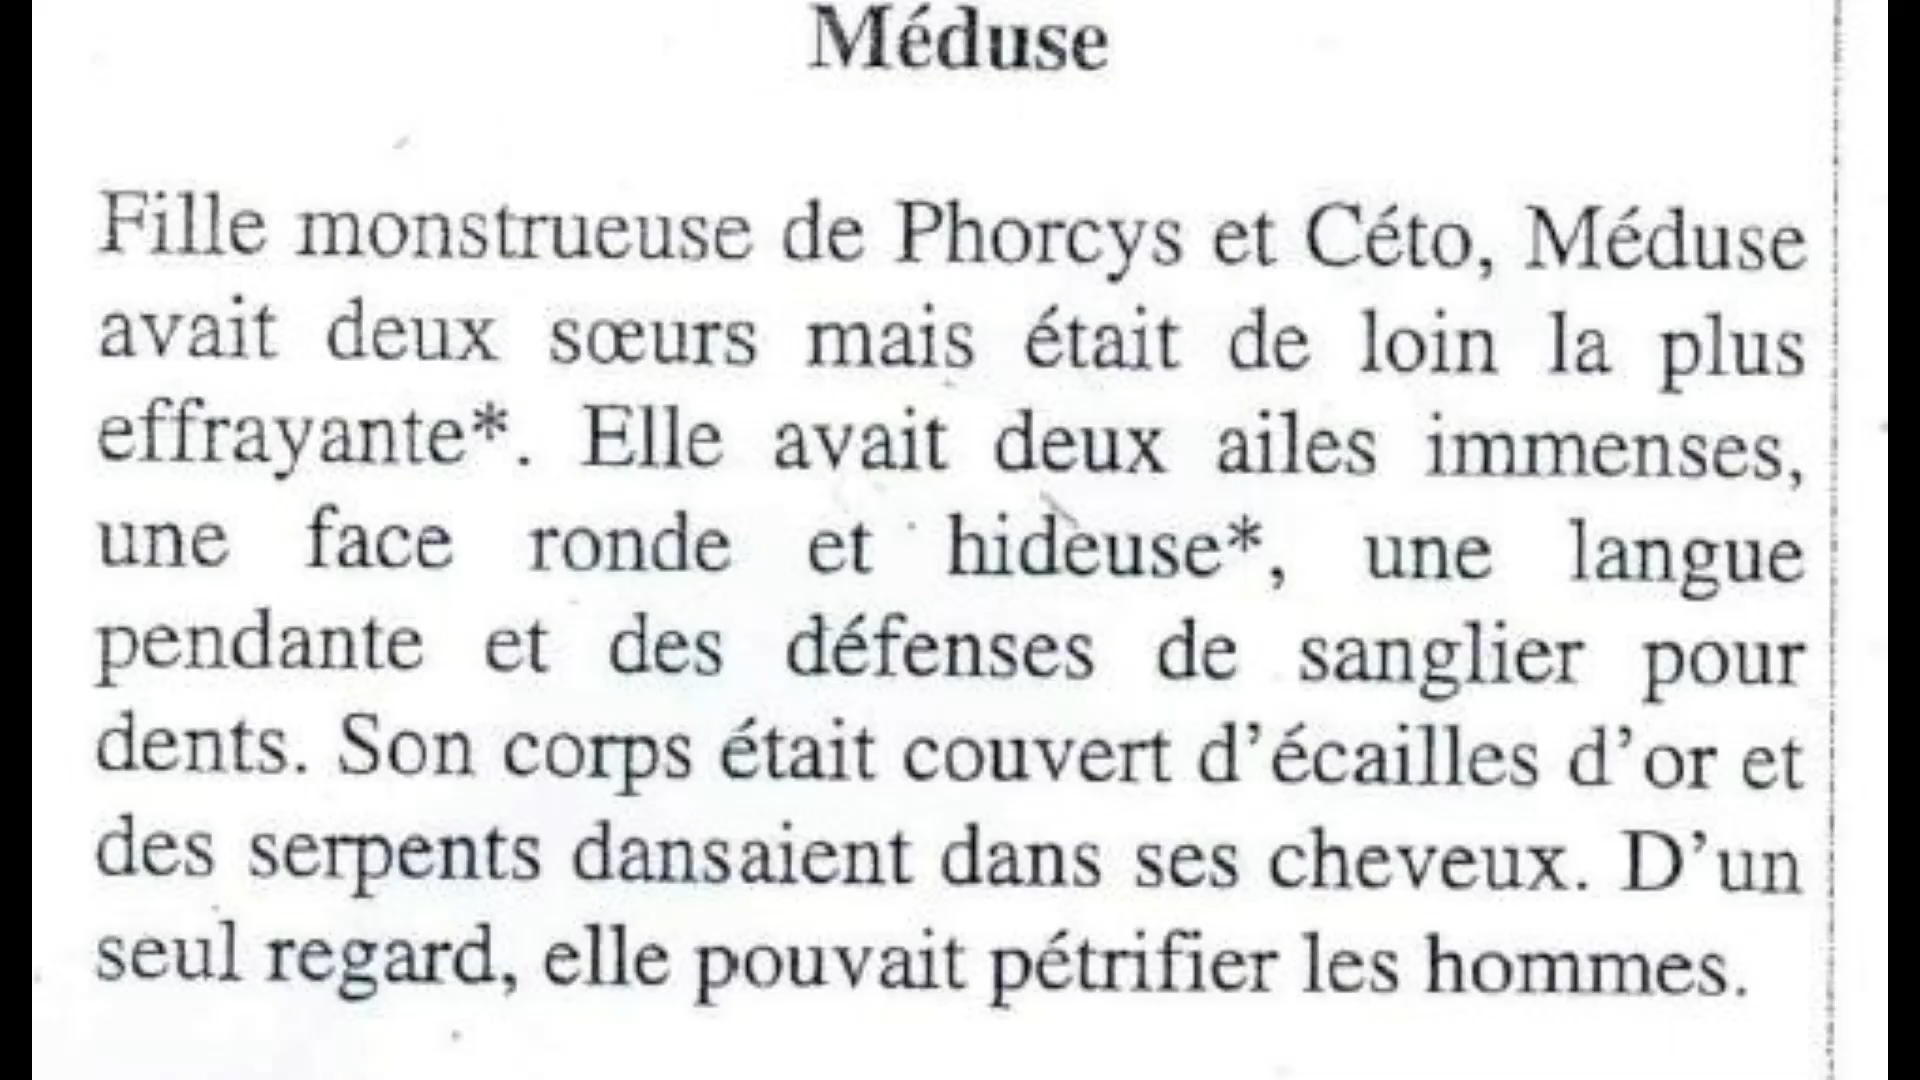 Méduse
Fille monstrueuse de Phorcys et Céto, Méduse
avait deux sœurs mais était de loin la plus
effrayante*. Elle avait deux ailes immenses,
une face ronde et hideuse*, une langue
pendante et des défenses de sanglier pour
dents. Son corps était couvert d'écailles d'or et
des serpents dansaient dans ses cheveux. D'un
seul regard, elle pouvait pétrifier les hommes.